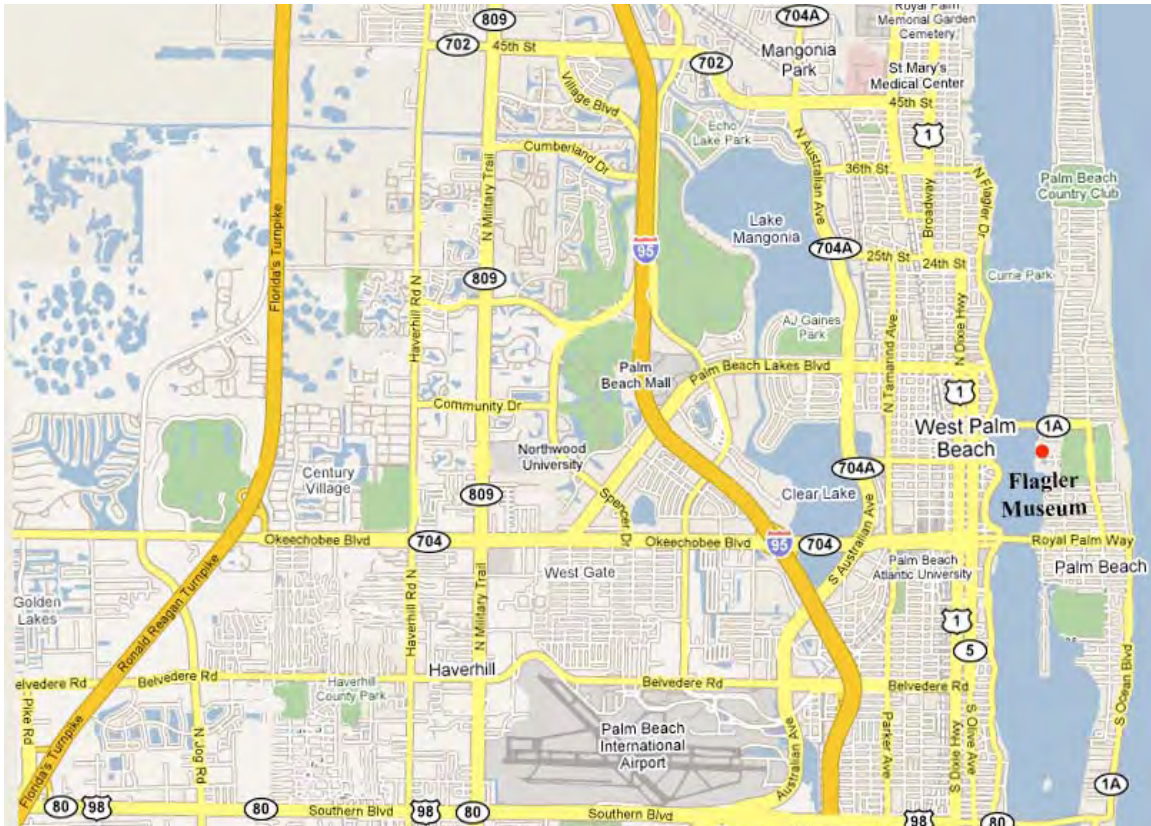 809
704A
Royal Palm
Memorial Garden
Cemetery
702
45th St
Mangonia
Park
702
St Mary's
Medical Center
45th St
Village Blvd
Echo
Lake Park
N Australian Ave
1
Cumberland Dr
36th St
N Flagler Dr
Palm Beach
Country Club
Florida's Turnpike
N Military Trail
Lake
Mangonia
Broadway
95
704A
25th St
24th St
809
Currie Park
Haverhill Rd N
AJ Gaines
Park
N Tamarind Ave
N Dixie Hwy
Palm
Beach Mall
Palm Beach Lakes Blvd
1
Community Dr
West Palm
Beach
1A
Northwood
University
Century
Village
704A
Flagler
Museum
809
Spencer Dr
Clear Lake
S Australian Ave
Okeechobee Blvd
704
Okeechobee Blvd
95
704
Royal Palm Way
West Gate
Palm Beach
Atlantic University
Palm Beach
Golden
Lakes
Ronald Reagan Turnpike
Haverhill Rd N
N Military Trail
1
5
Haverhill
Belvedere Rd
Haverhill
County Park
Belvedere Rd
Belvedere Rd
S Ocean Blvd
Pike Rd
N Jog Rd
Palm Beach
International
Airport
Australian Ave
Parker Ave
S Dixie Hwy
S Olive Ave
Florida's Turnpike
1A
80
98
80
Southern Blvd
98
80
Southern Blvd
98
80